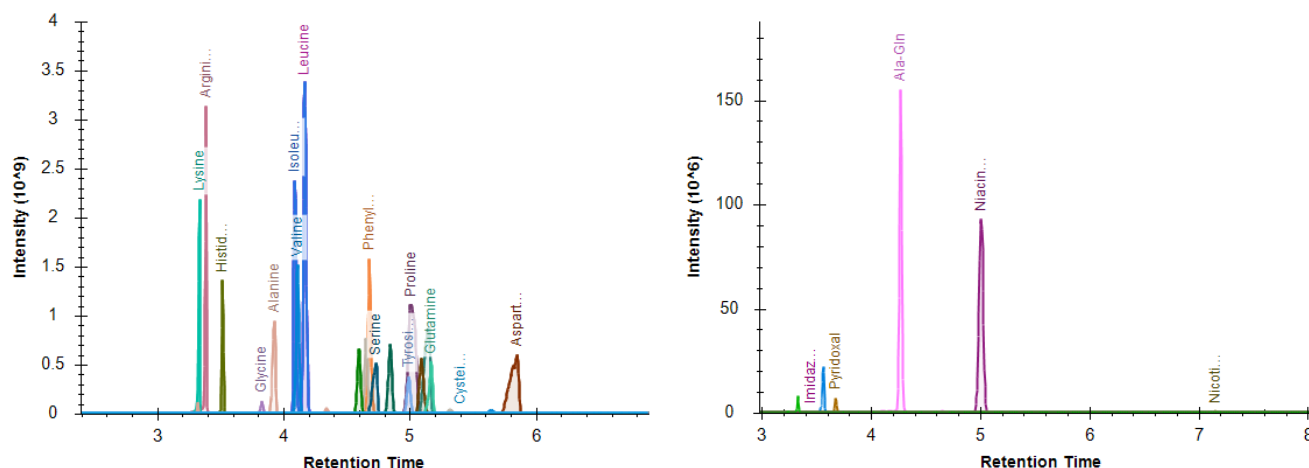 4
3.5
3
2.5
2
1.5
1
0.5
0
Intensity (10^9)
Lysine
Argini...
Histid...
Glycine
Alanine
Isoleu...
Valine
Leucine
Phenyl...
Serine
Tyrosi...
Proline
Glutamine
Cystei...
Aspart...
3 4 5 6
Retention Time
150
100
50
0
Intensity (10^6)
Imidaz...
Pyridoxal
Ala-Gln
Niacin...
Nicoti...
3 4 5 6 7 8
Retention Time